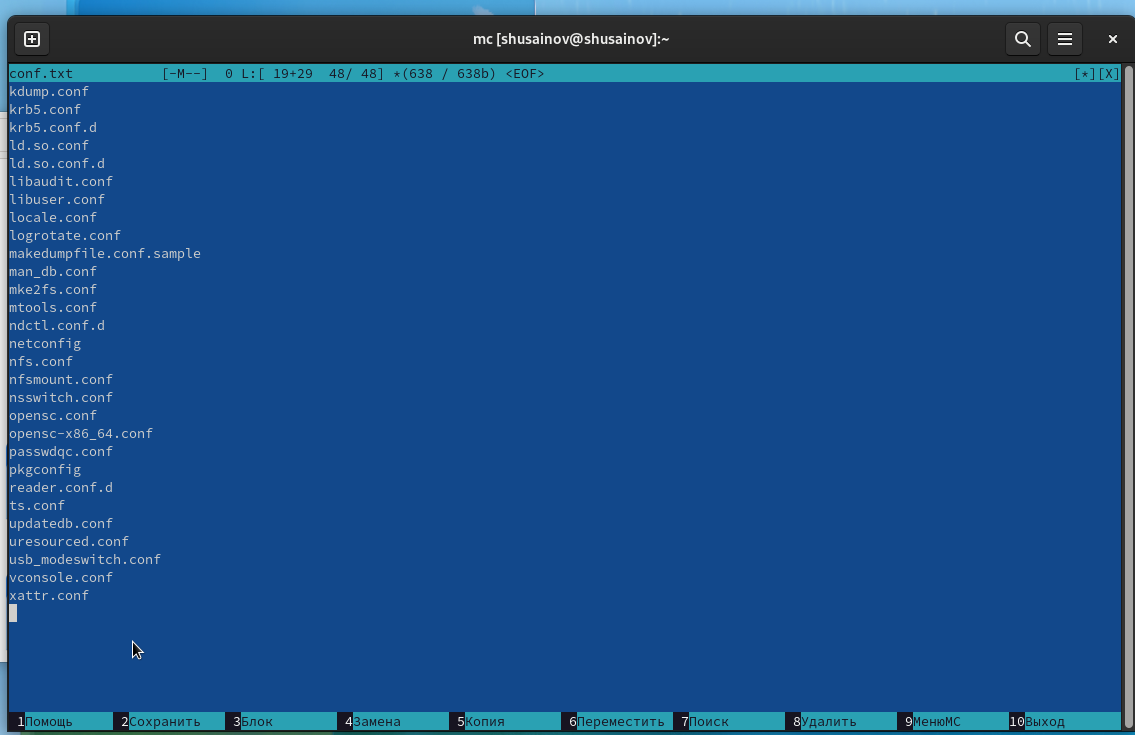 mc [shusainov@shusainov]:~
conf.txt [-M--] 0 L:[ 19+29 48/ 48] *(638 / 638b) <EOF> [*][X]
kdump.conf
krb5.conf
krb5.conf.d
ld.so.conf
ld.so.conf.d
libaudit.conf
libuser.conf
locale.conf
logrotate.conf
makedumpfile.conf.sample
man_db.conf
mke2fs.conf
mtools.conf
ndctl.conf.d
netconfig
nfs.conf
nfsmount.conf
nsswitch.conf
opensc.conf
opensc-x86_64.conf
passwdqc.conf
pkgconfig
reader.conf.d
ts.conf
updatedb.conf
uresourced.conf
usb_modeswitch.conf
vconsole.conf
xattr.conf
1Помощь 2Сохранить 3Блок 4Замена 5Копия 6Переместить 7Поиск 8Удалить 9МенюMC 10Выход